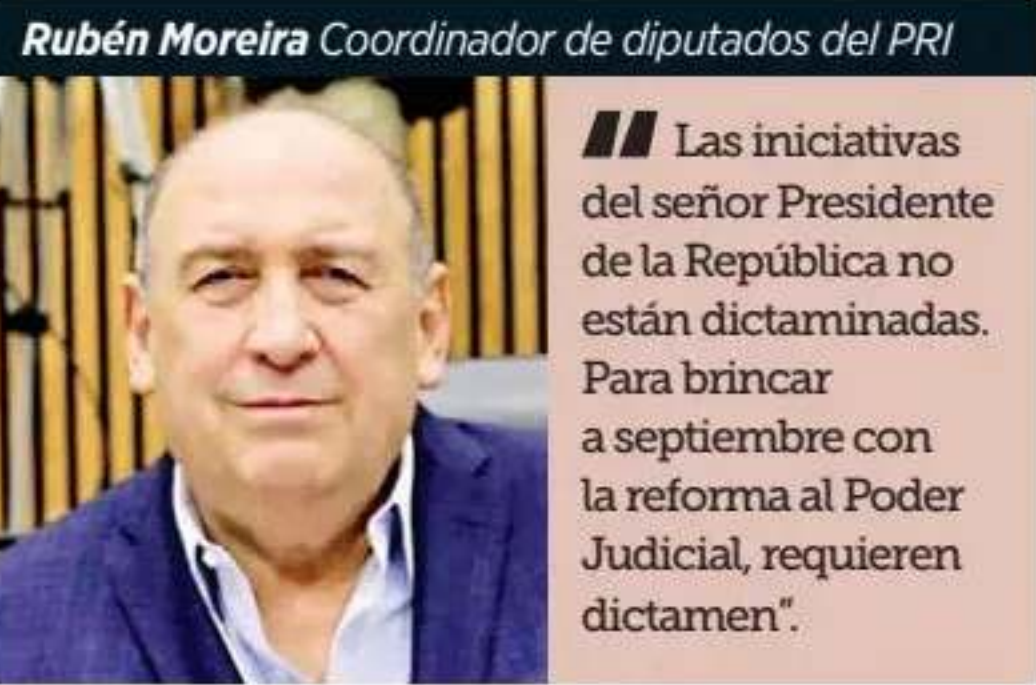 Rubén Moreira Coordinador de diputados del PRI
" Las iniciativas
del señor Presidente
de la República no
están dictaminadas.
Para brincar
a septiembre con
la reforma al Poder
Judicial, requieren
dictamen”.